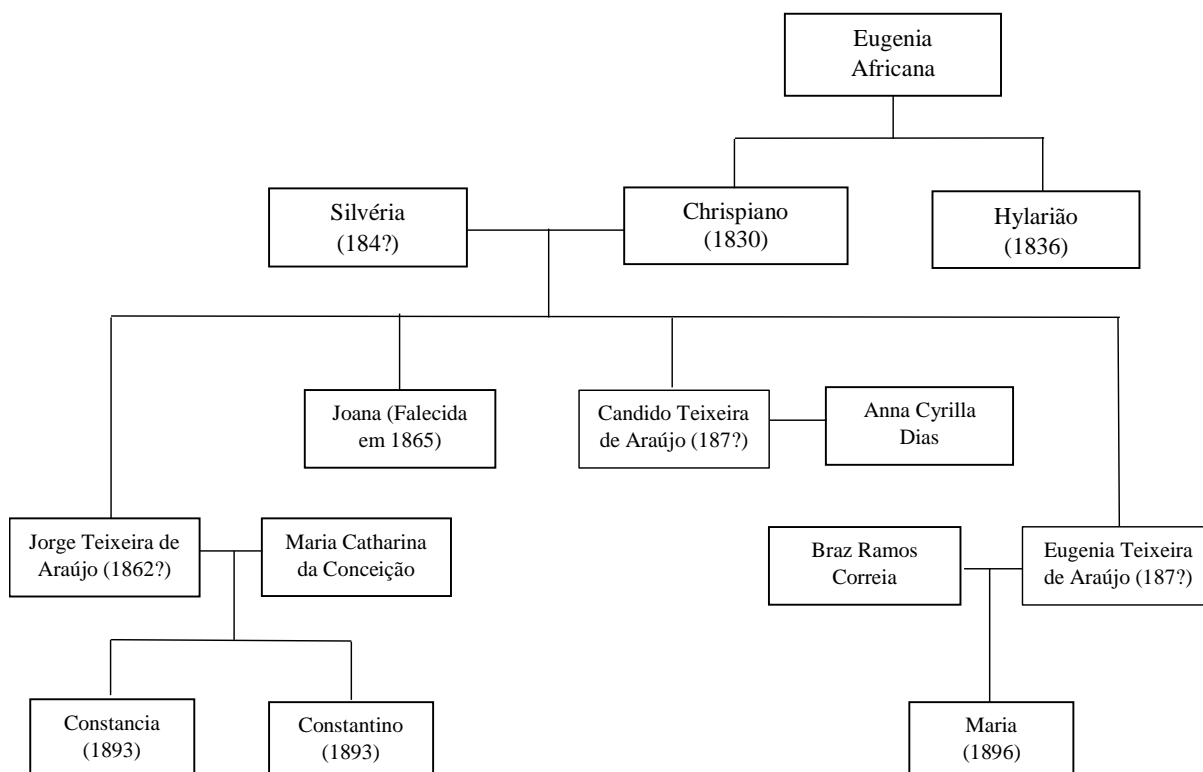 Eugenia
Africana
Silvéria
(184?)
Chrispiano
(1830)
Hylarião
(1836)
Joana (Falecida
em 1865)
Candido Teixeira
de Araújo (187?)
Anna Cyrilla
Dias
Jorge Teixeira de
Araújo (1862?)
Maria Catharina
da Conceição
Braz Ramos
Correia
Eugenia Teixeira
de Araújo (187?)
Constancia
(1893)
Constantino
(1893)
Maria
(1896)